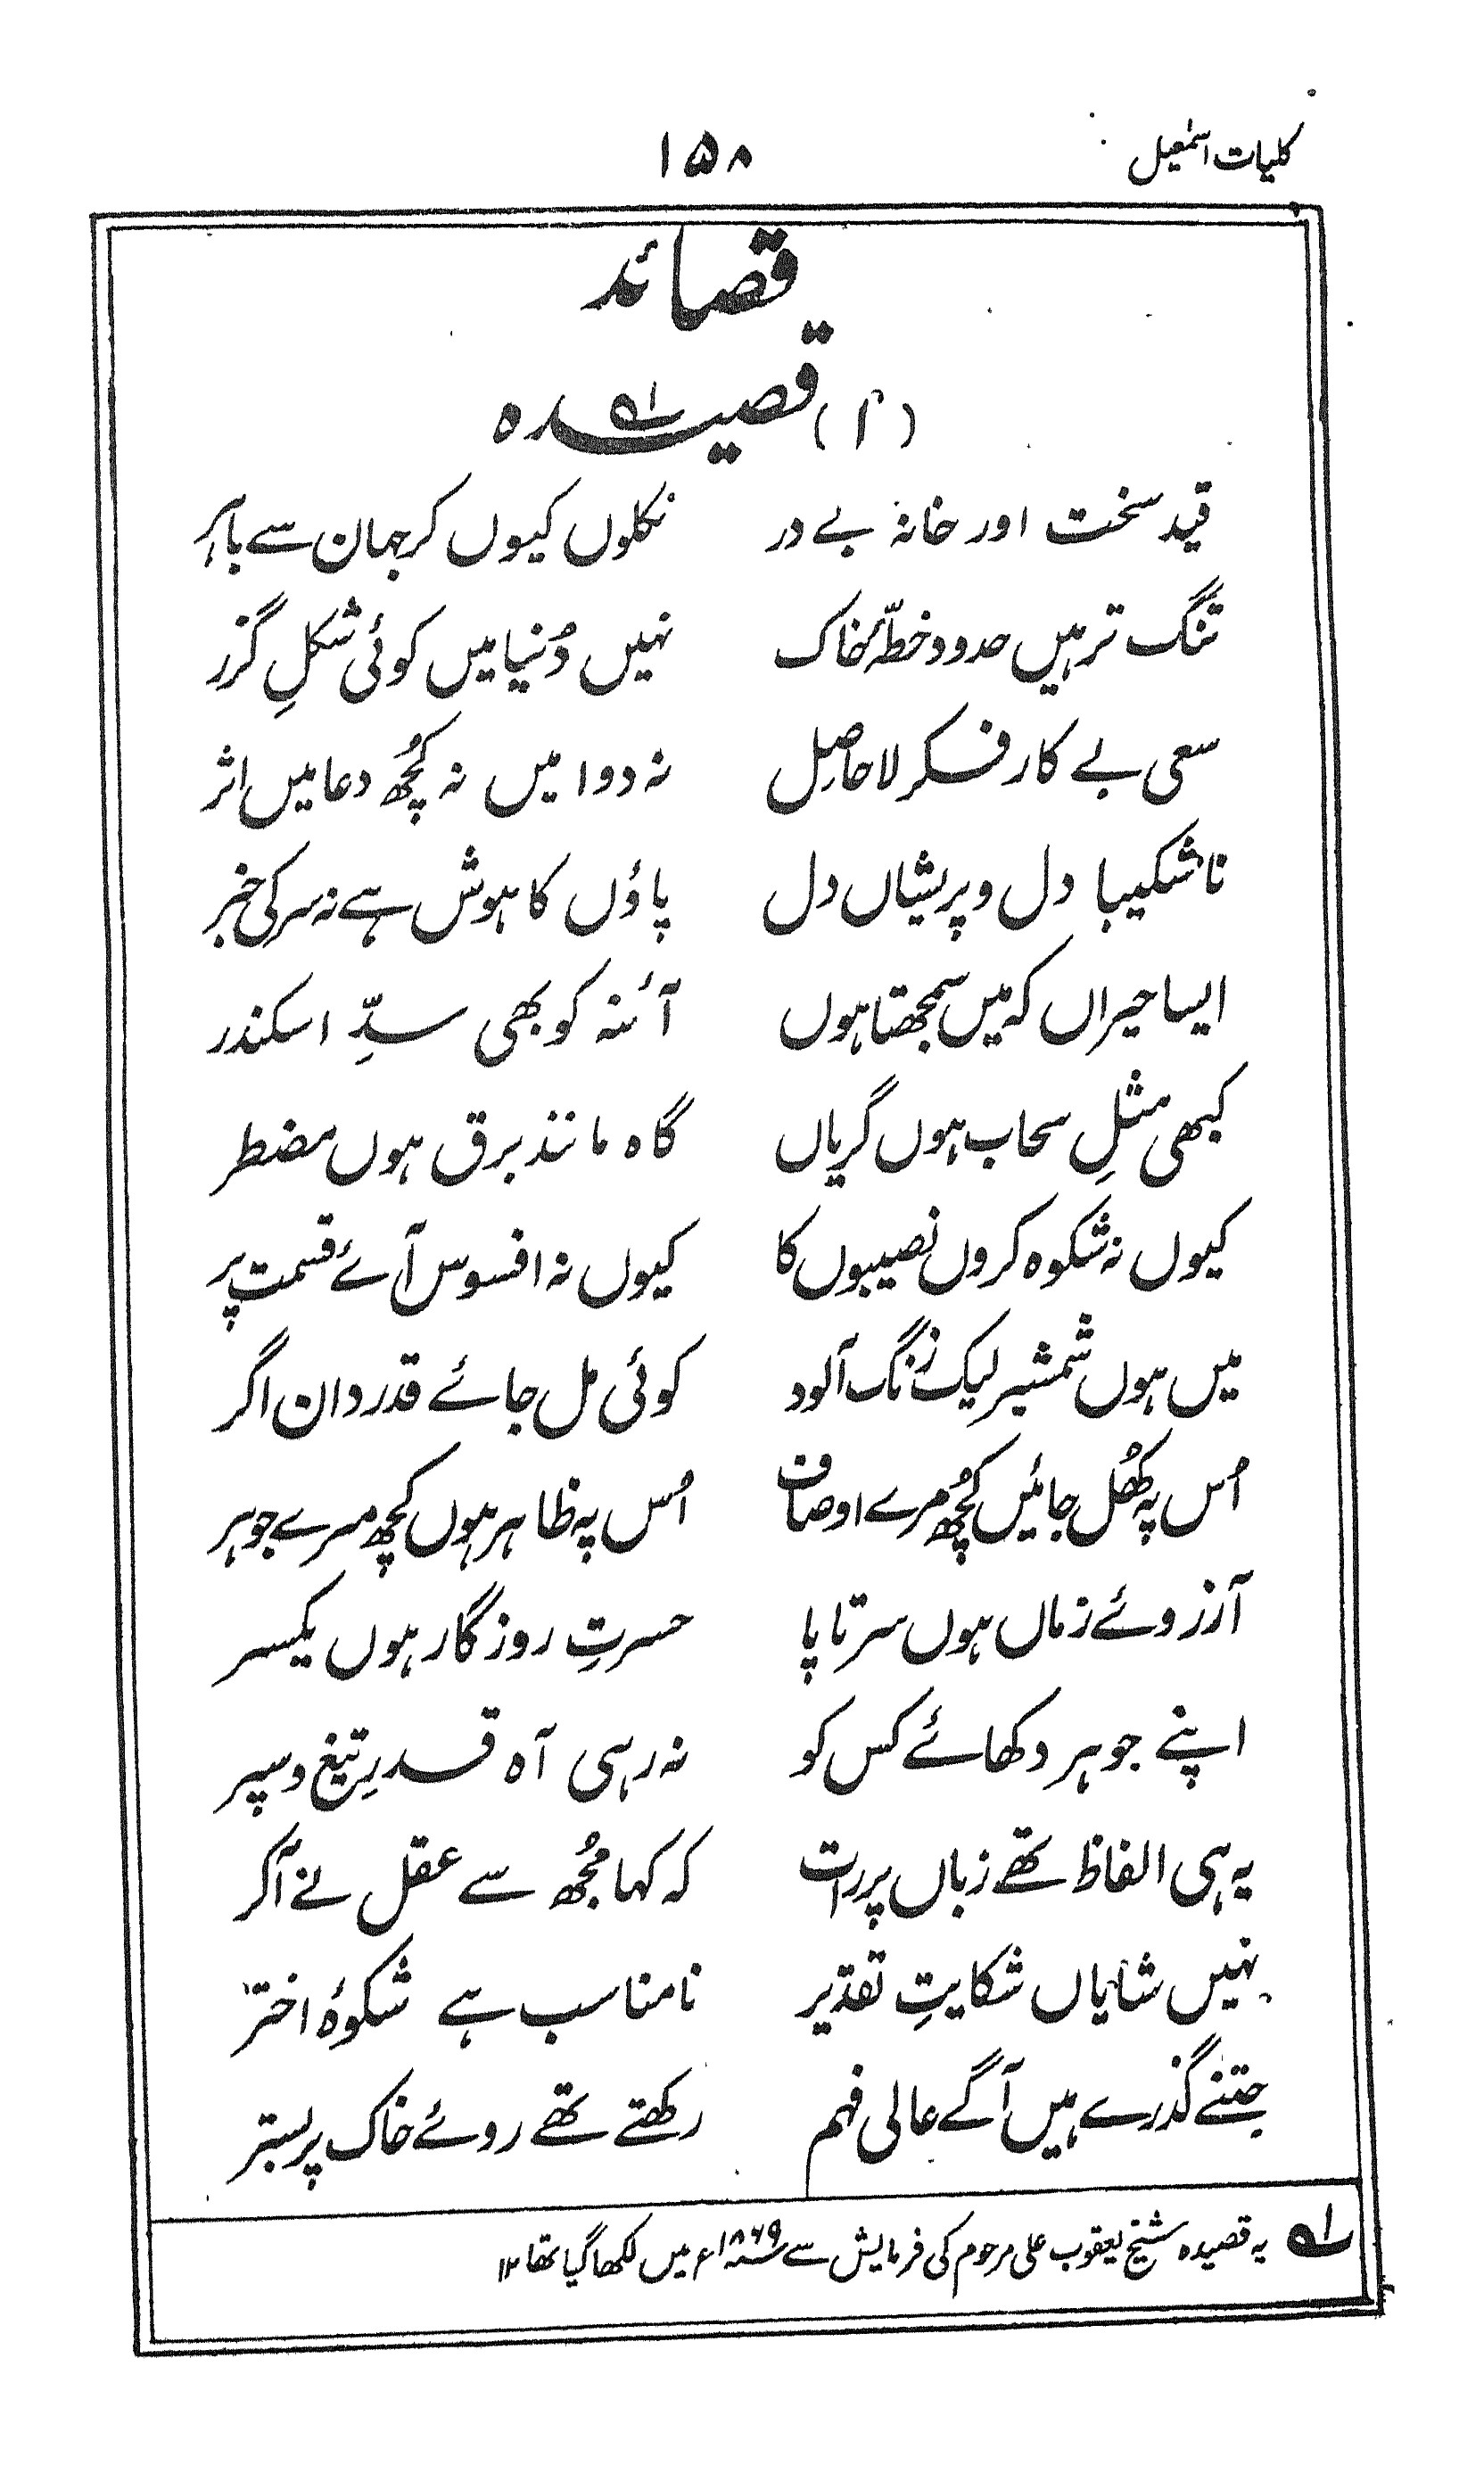 کلیات اسمٰعیل ۱۵۸
قصائد
(۱) قصیدہ ؎۱
قید سخت اور خانہ بے در نکلوں کیوں کر جہان سے باہر
تنگ تر ہیں حدود خطۂ خاک نہیں دُنیا میں کوئی شکلِ گزر
سعی بے کار فکر لاحاصِل نہ دوا میں نہ کُچھ دعا میں اثر
ناشکیبا دل و پریشاں دل پاؤں کا ہوش ہے نہ سر کی خبر
ایسا حیراں کہ میں سمجھتا ہوں آئنہ کو بھی سدِّ اسکندر
کبھی مثلِ سحاب ہوں گریاں گاہ مانند برق ہوں مضطر
کیوں نہ شکوہ کروں نصیبوں کا کیوں نہ افسوس آئے قسمت پر
میں ہوں شمشیر لیک زنگ آلود کوئی مل جائے قدردان اگر
اُس پہ کھُل جائیں کُچھ مرے اوصاف اُس پہ ظاہر ہوں کچھ مرے جوہر
آرزوئے زماں ہوں سرتا پا حسرتِ روزگار ہوں یکسر
اپنے جوہر دکھائے کس کو نہ رہی آہ قدرِ تیغ و سپر
یہ ہی الفاظ تھے زباں پر رات کہ کہا مُجھ سے عقل نے آکر
نہیں شایاں شکایتِ تقدیر نامناسب ہے شکوۂ اختر
جتنے گذرے ہیں آگے عالی فہم رکھتے تھے روئے خاک پر بستر
؎۱ یہ قصیدہ شیخ یعقوب علی مرحوم کی فرمایش سے ۱۸۶۹ء میں لکھا گیا تھا ۱۲